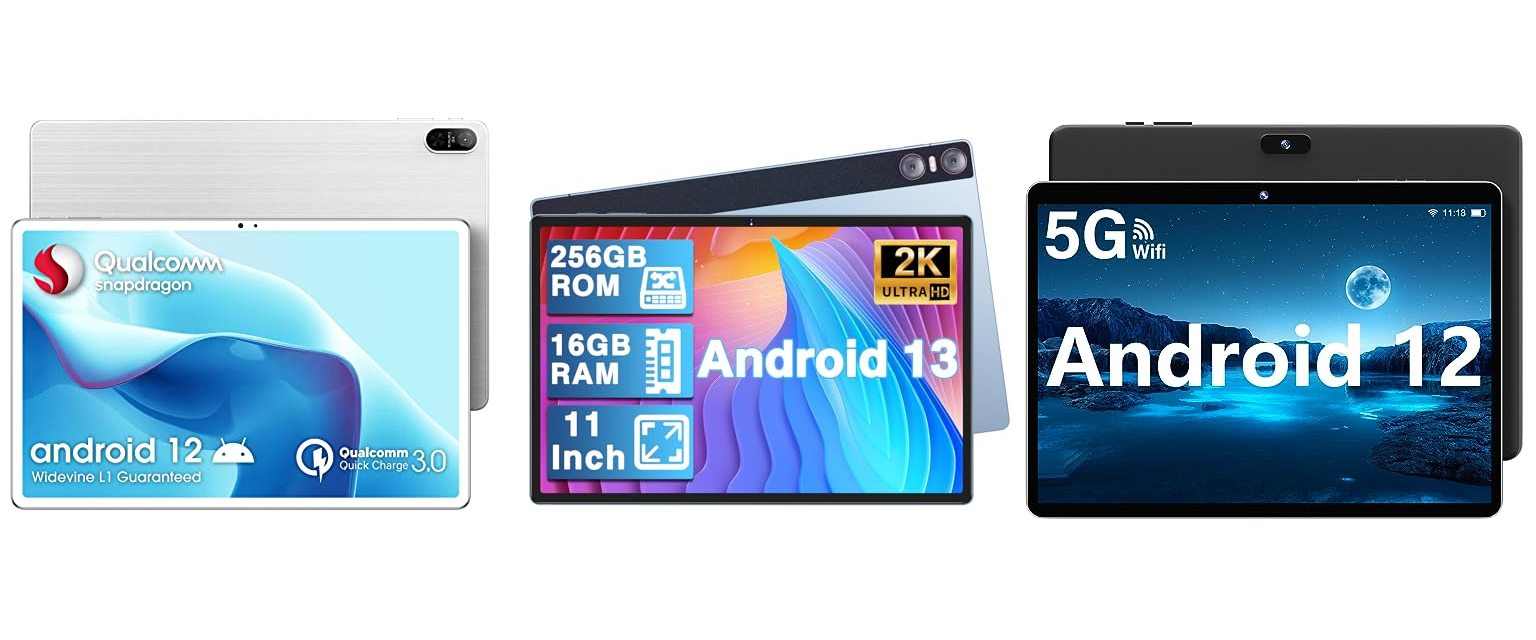 Qualcomm
snapdragon
android 12
Widevine L1 Guaranteed
Qualcomm
Quick Charge 3.0
256GB
ROM
16GB
RAM
11
Inch
2K
ULTRA HD
Android 13
5G
Wifi
11:18
Android 12